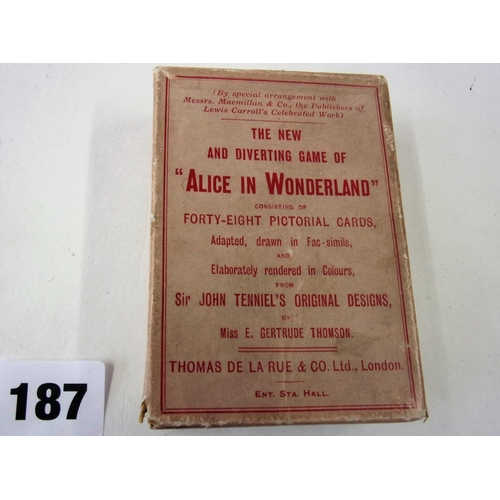 (By special arrangement with
Messrs. Macmillan & Co., the Publishers of
Lewis Carroll's Celebrated Work)
THE NEW
AND DIVERTING GAME OF
"ALICE IN WONDERLAND"
CONSISTING OF
FORTY-EIGHT PICTORIAL CARDS,
Adapted, drawn in Fac-simile,
AND
Elaborately rendered in Colours,
FROM
Sir JOHN TENNIEL'S ORIGINAL DESIGNS,
BY
Miss E. GERTRUDE THOMSON.
THOMAS DE LA RUE & CO. Ltd., London.
ENT. STA. HALL.
187